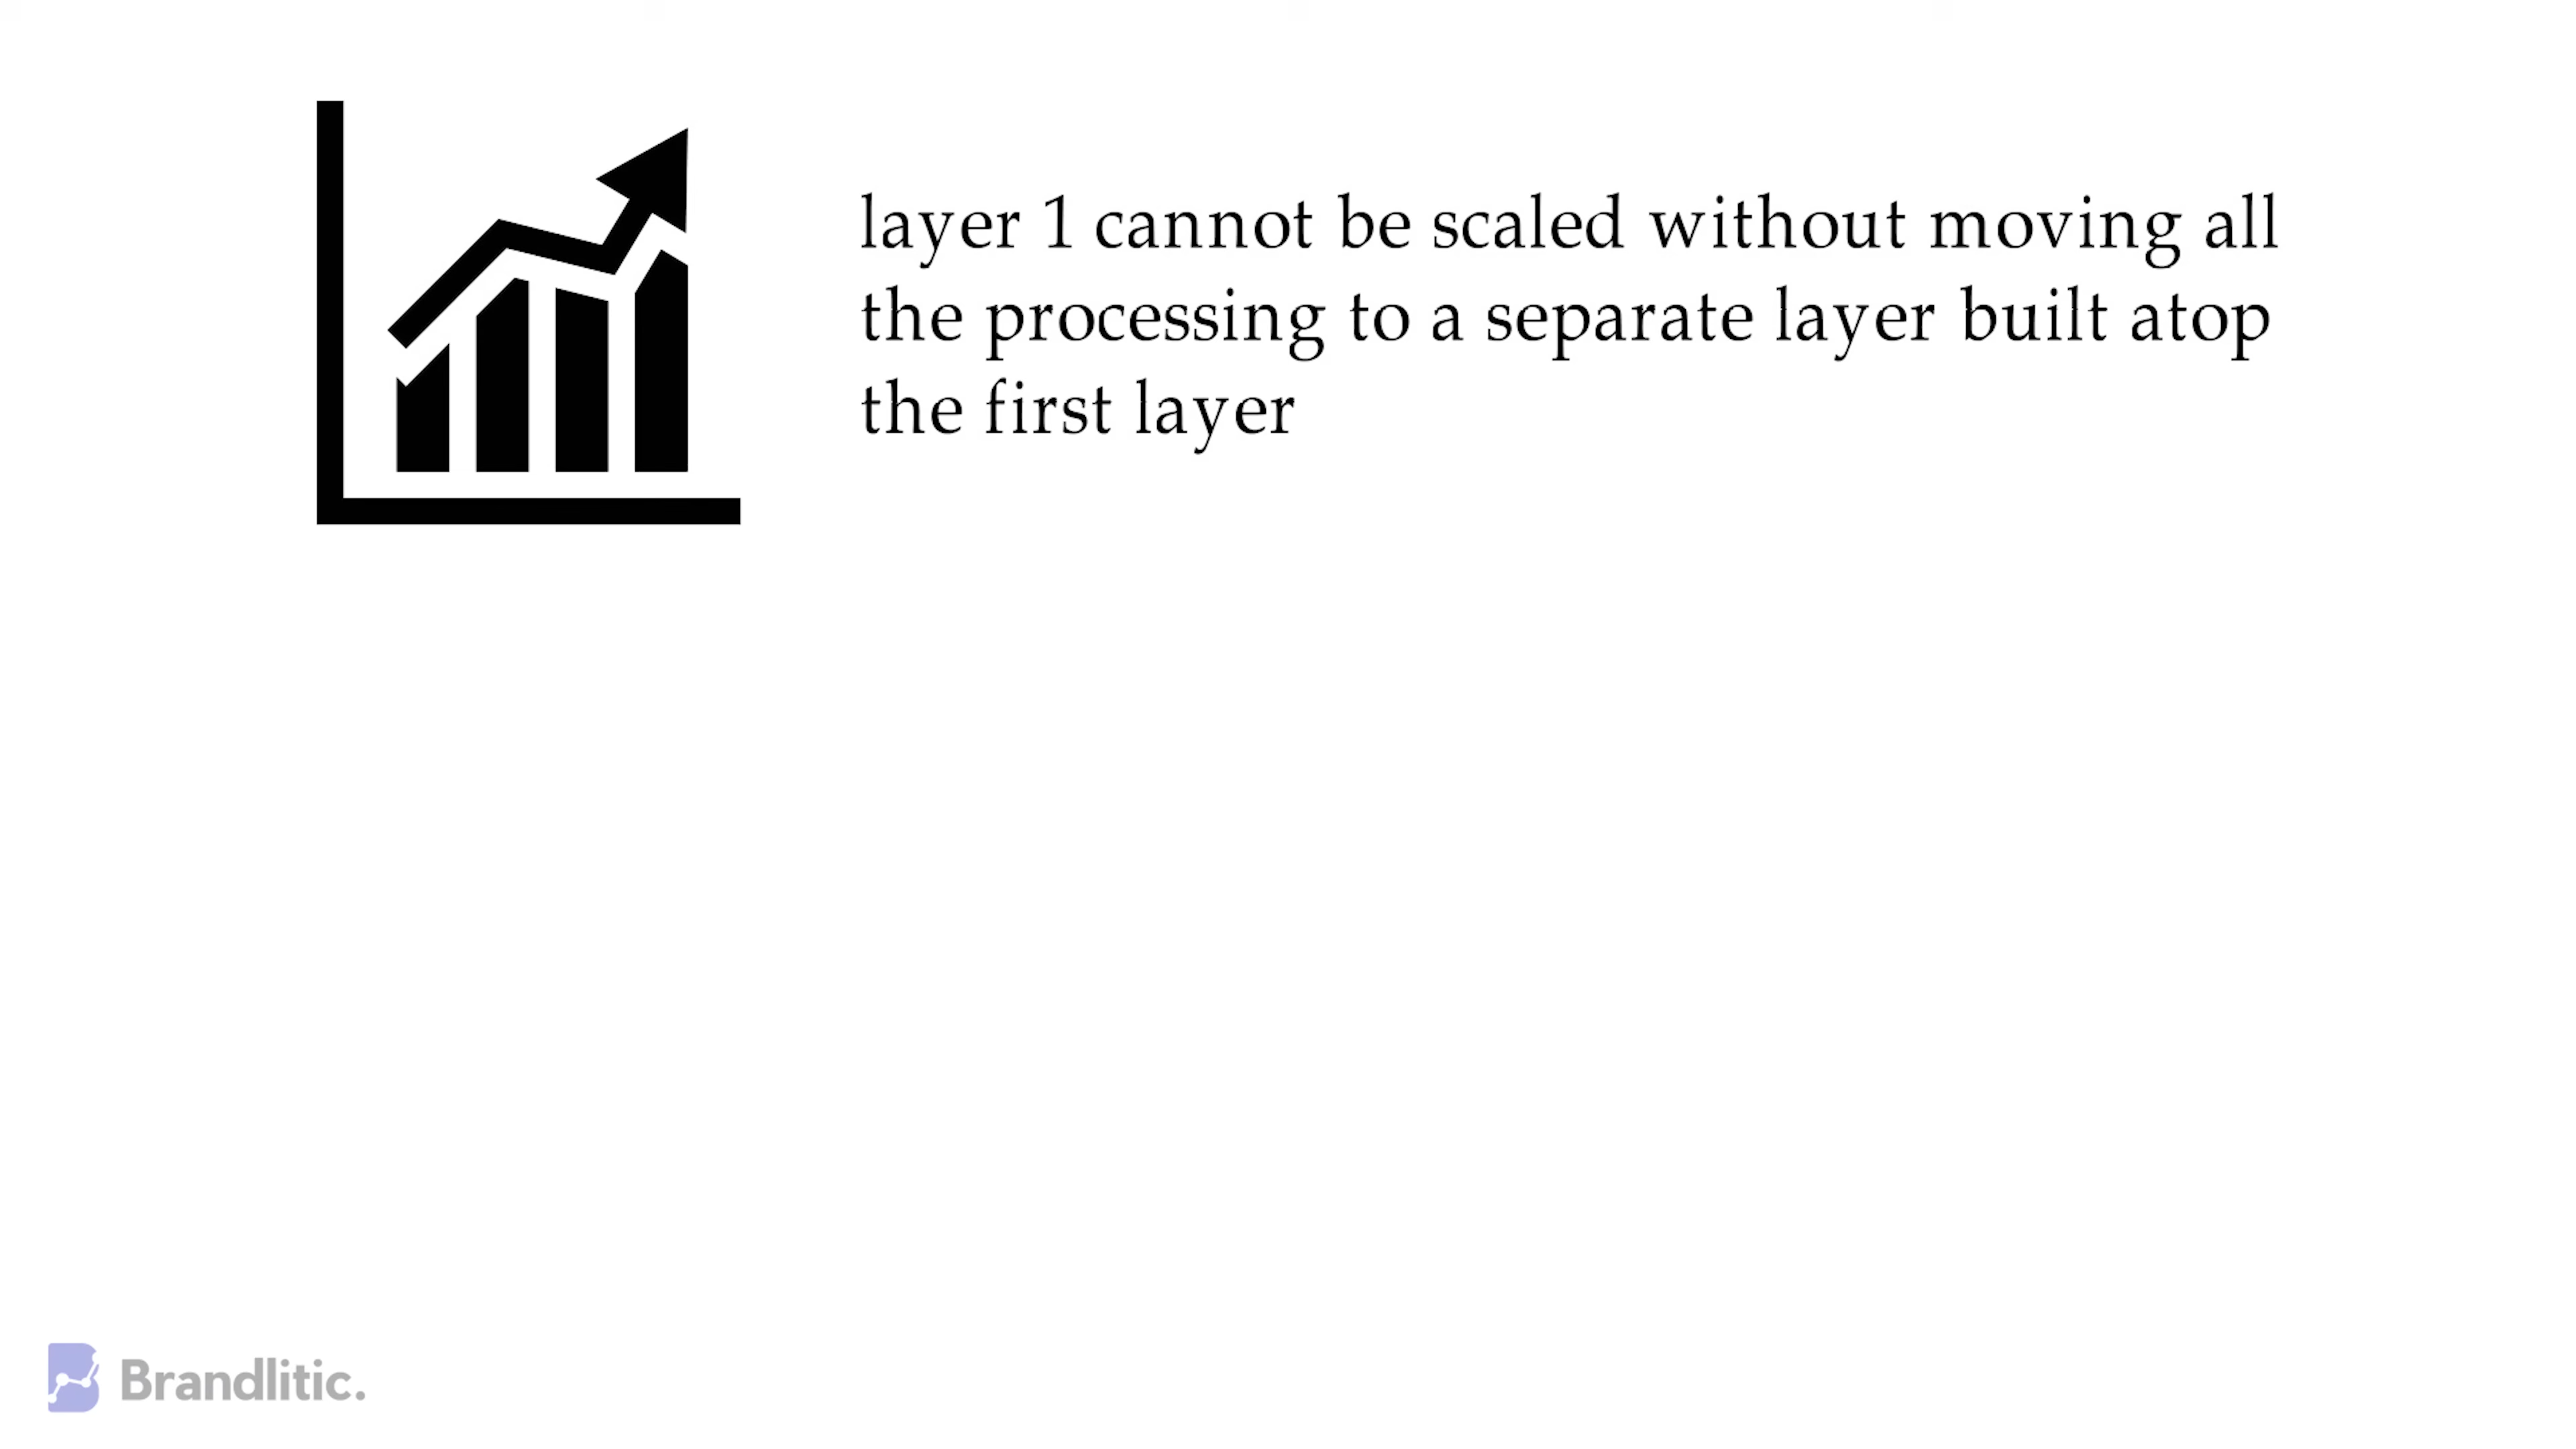 layer 1 cannot be scaled without moving all
the processing to a separate layer built atop
the first layer
Brandlitic.